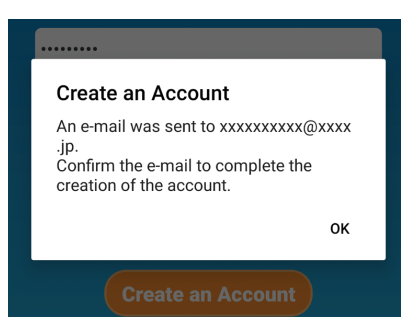 •••••••••
Create an Account
An e-mail was sent to xxxxxxxxxx@xxxx
.jp.
Confirm the e-mail to complete the
creation of the account.
OK
Create an Account